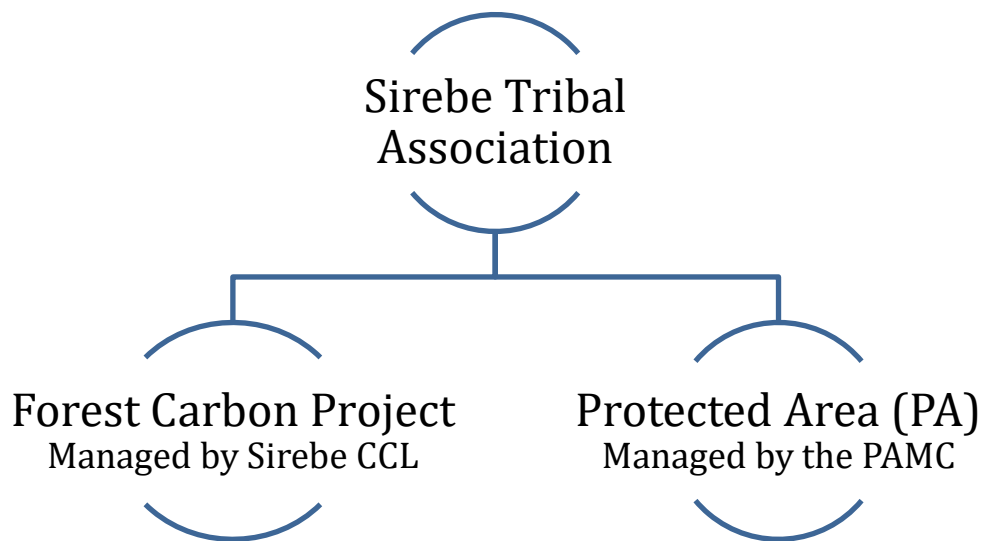 Sirebe Tribal
Association
Forest Carbon Project
Managed by Sirebe CCL
Protected Area (PA)
Managed by the PAMC